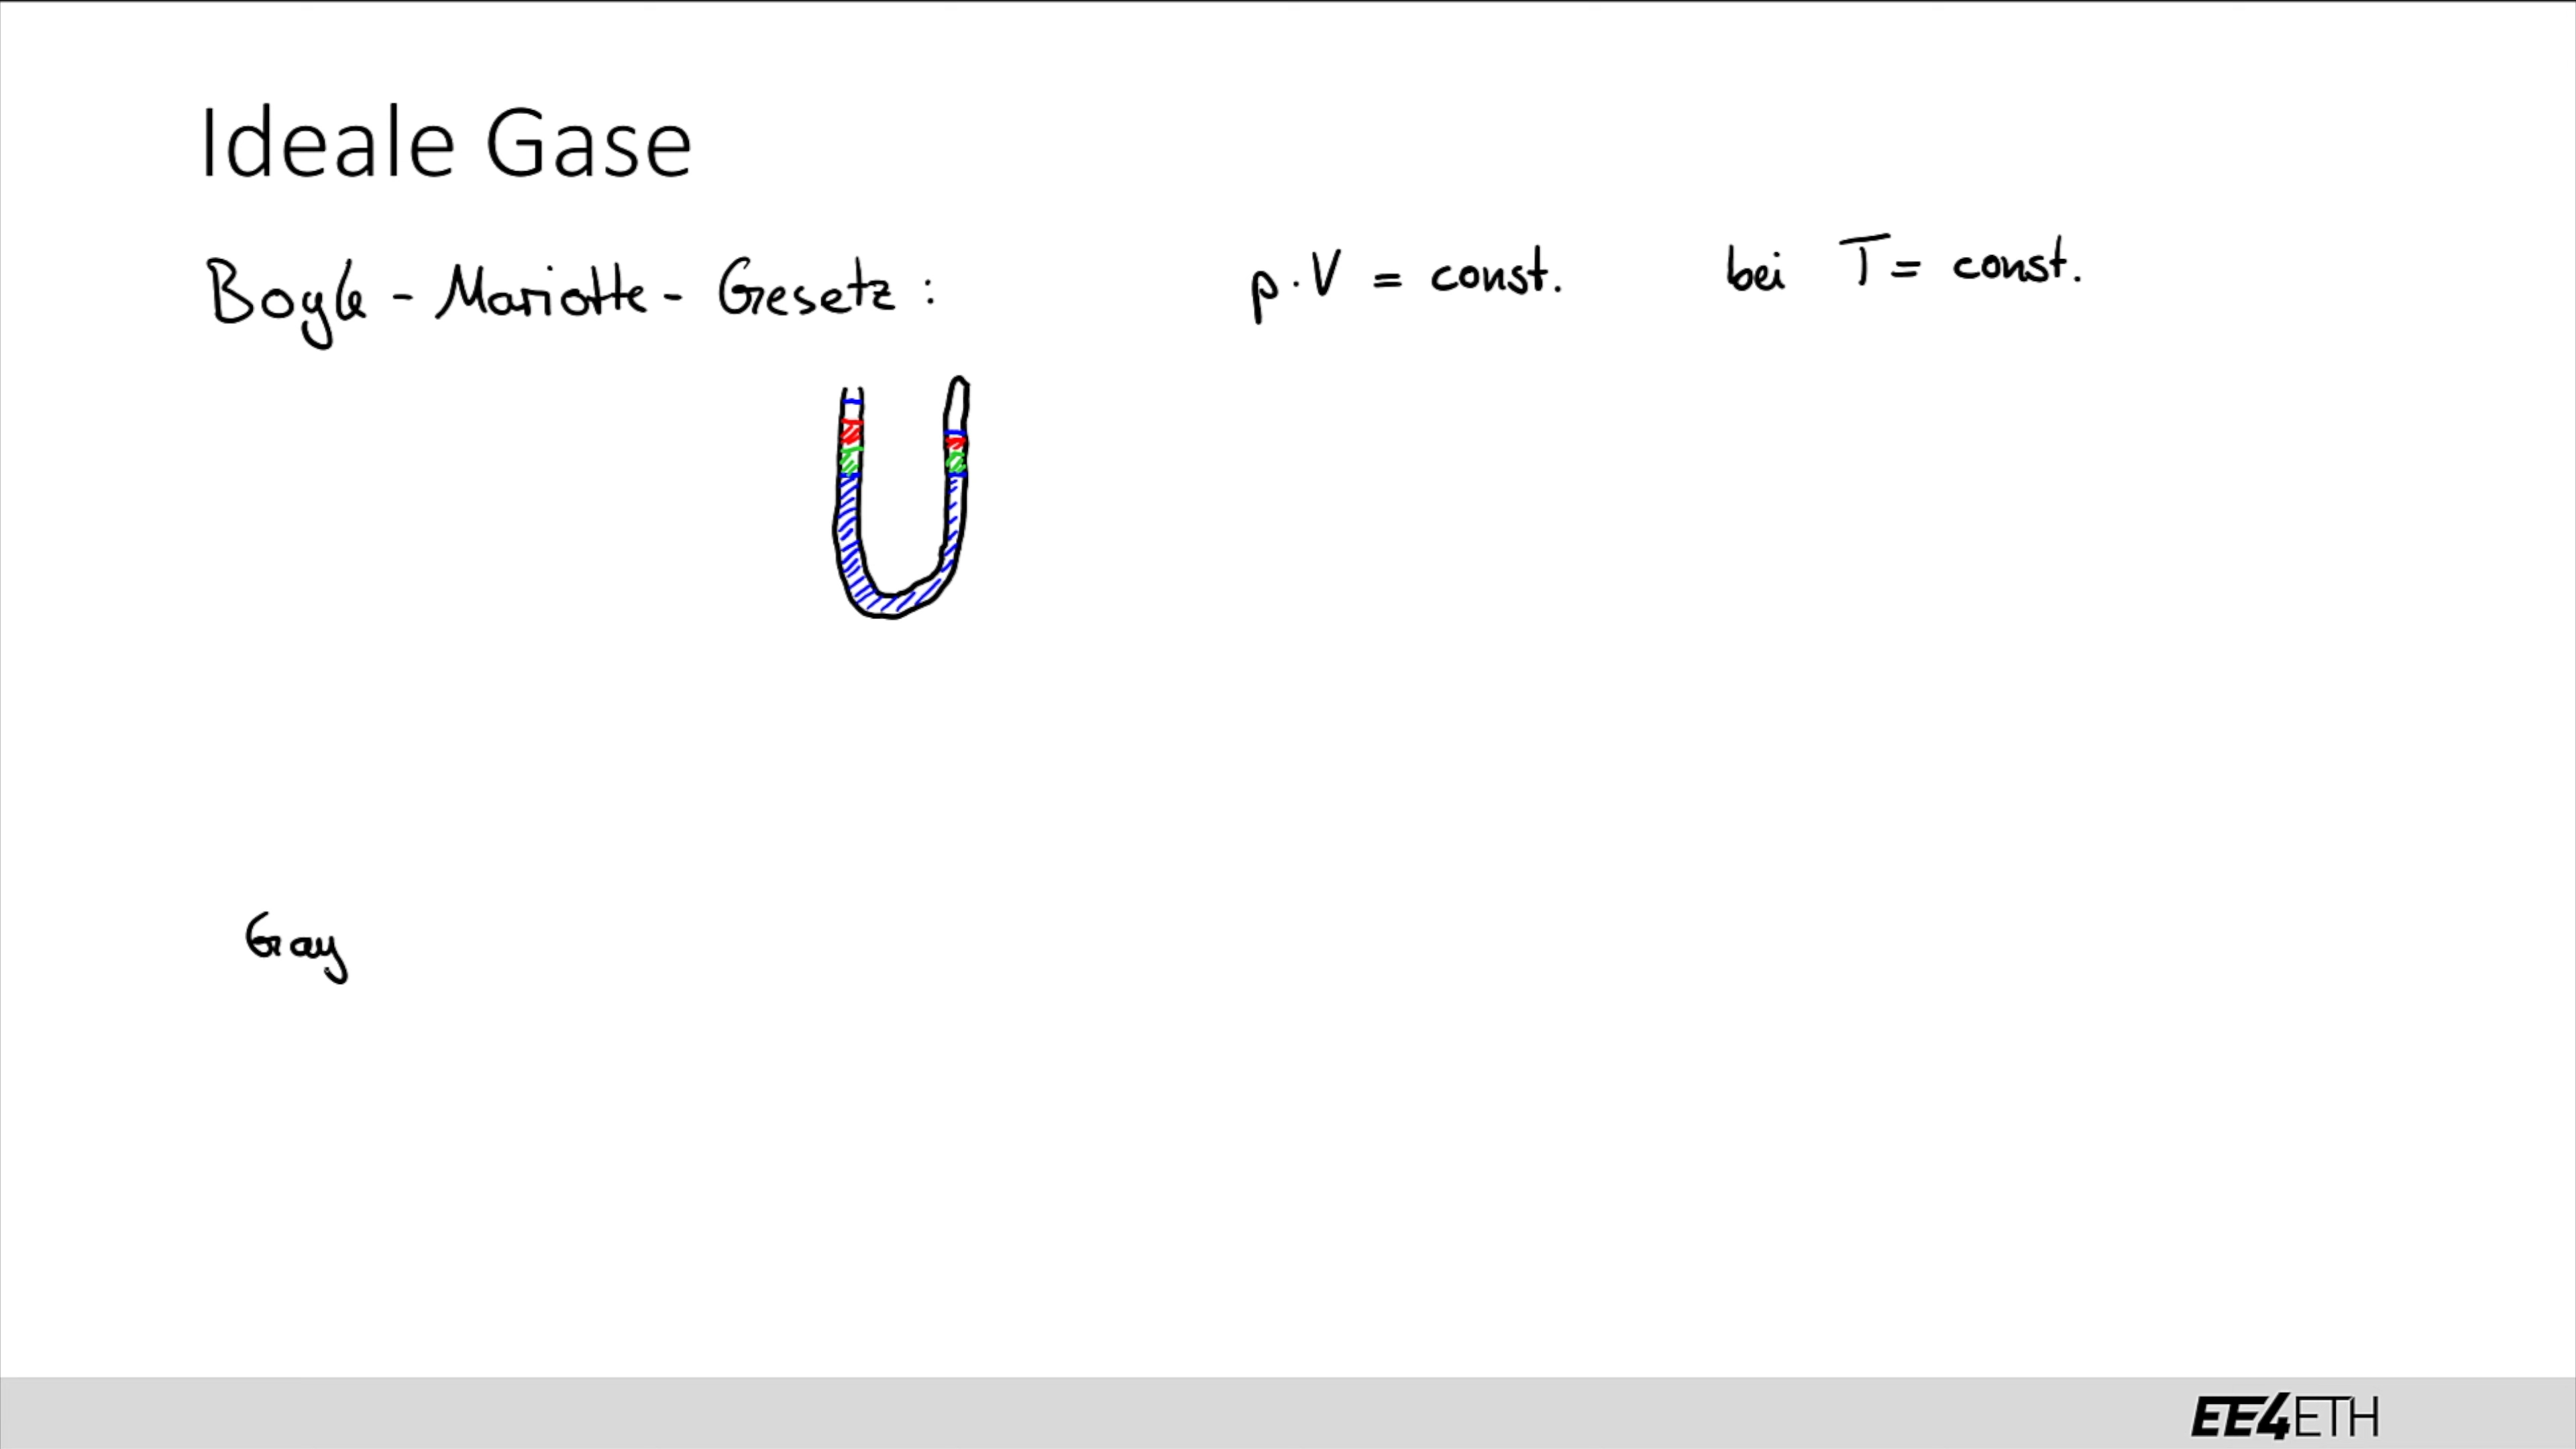 Ideale Gase
Boyle - Mariotte - Gesetz : p · V = const. bei T = const.
Gay
EE4ETH